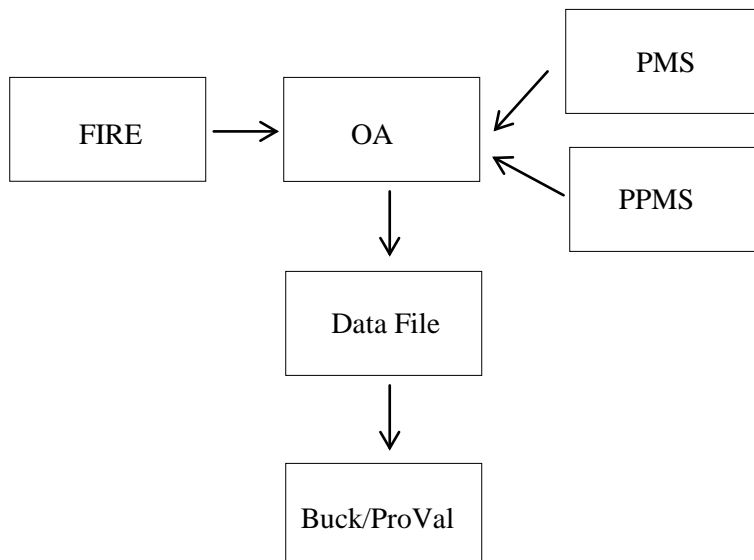 PMS
FIRE
OA
PPMS
Data File
Buck/ProVal